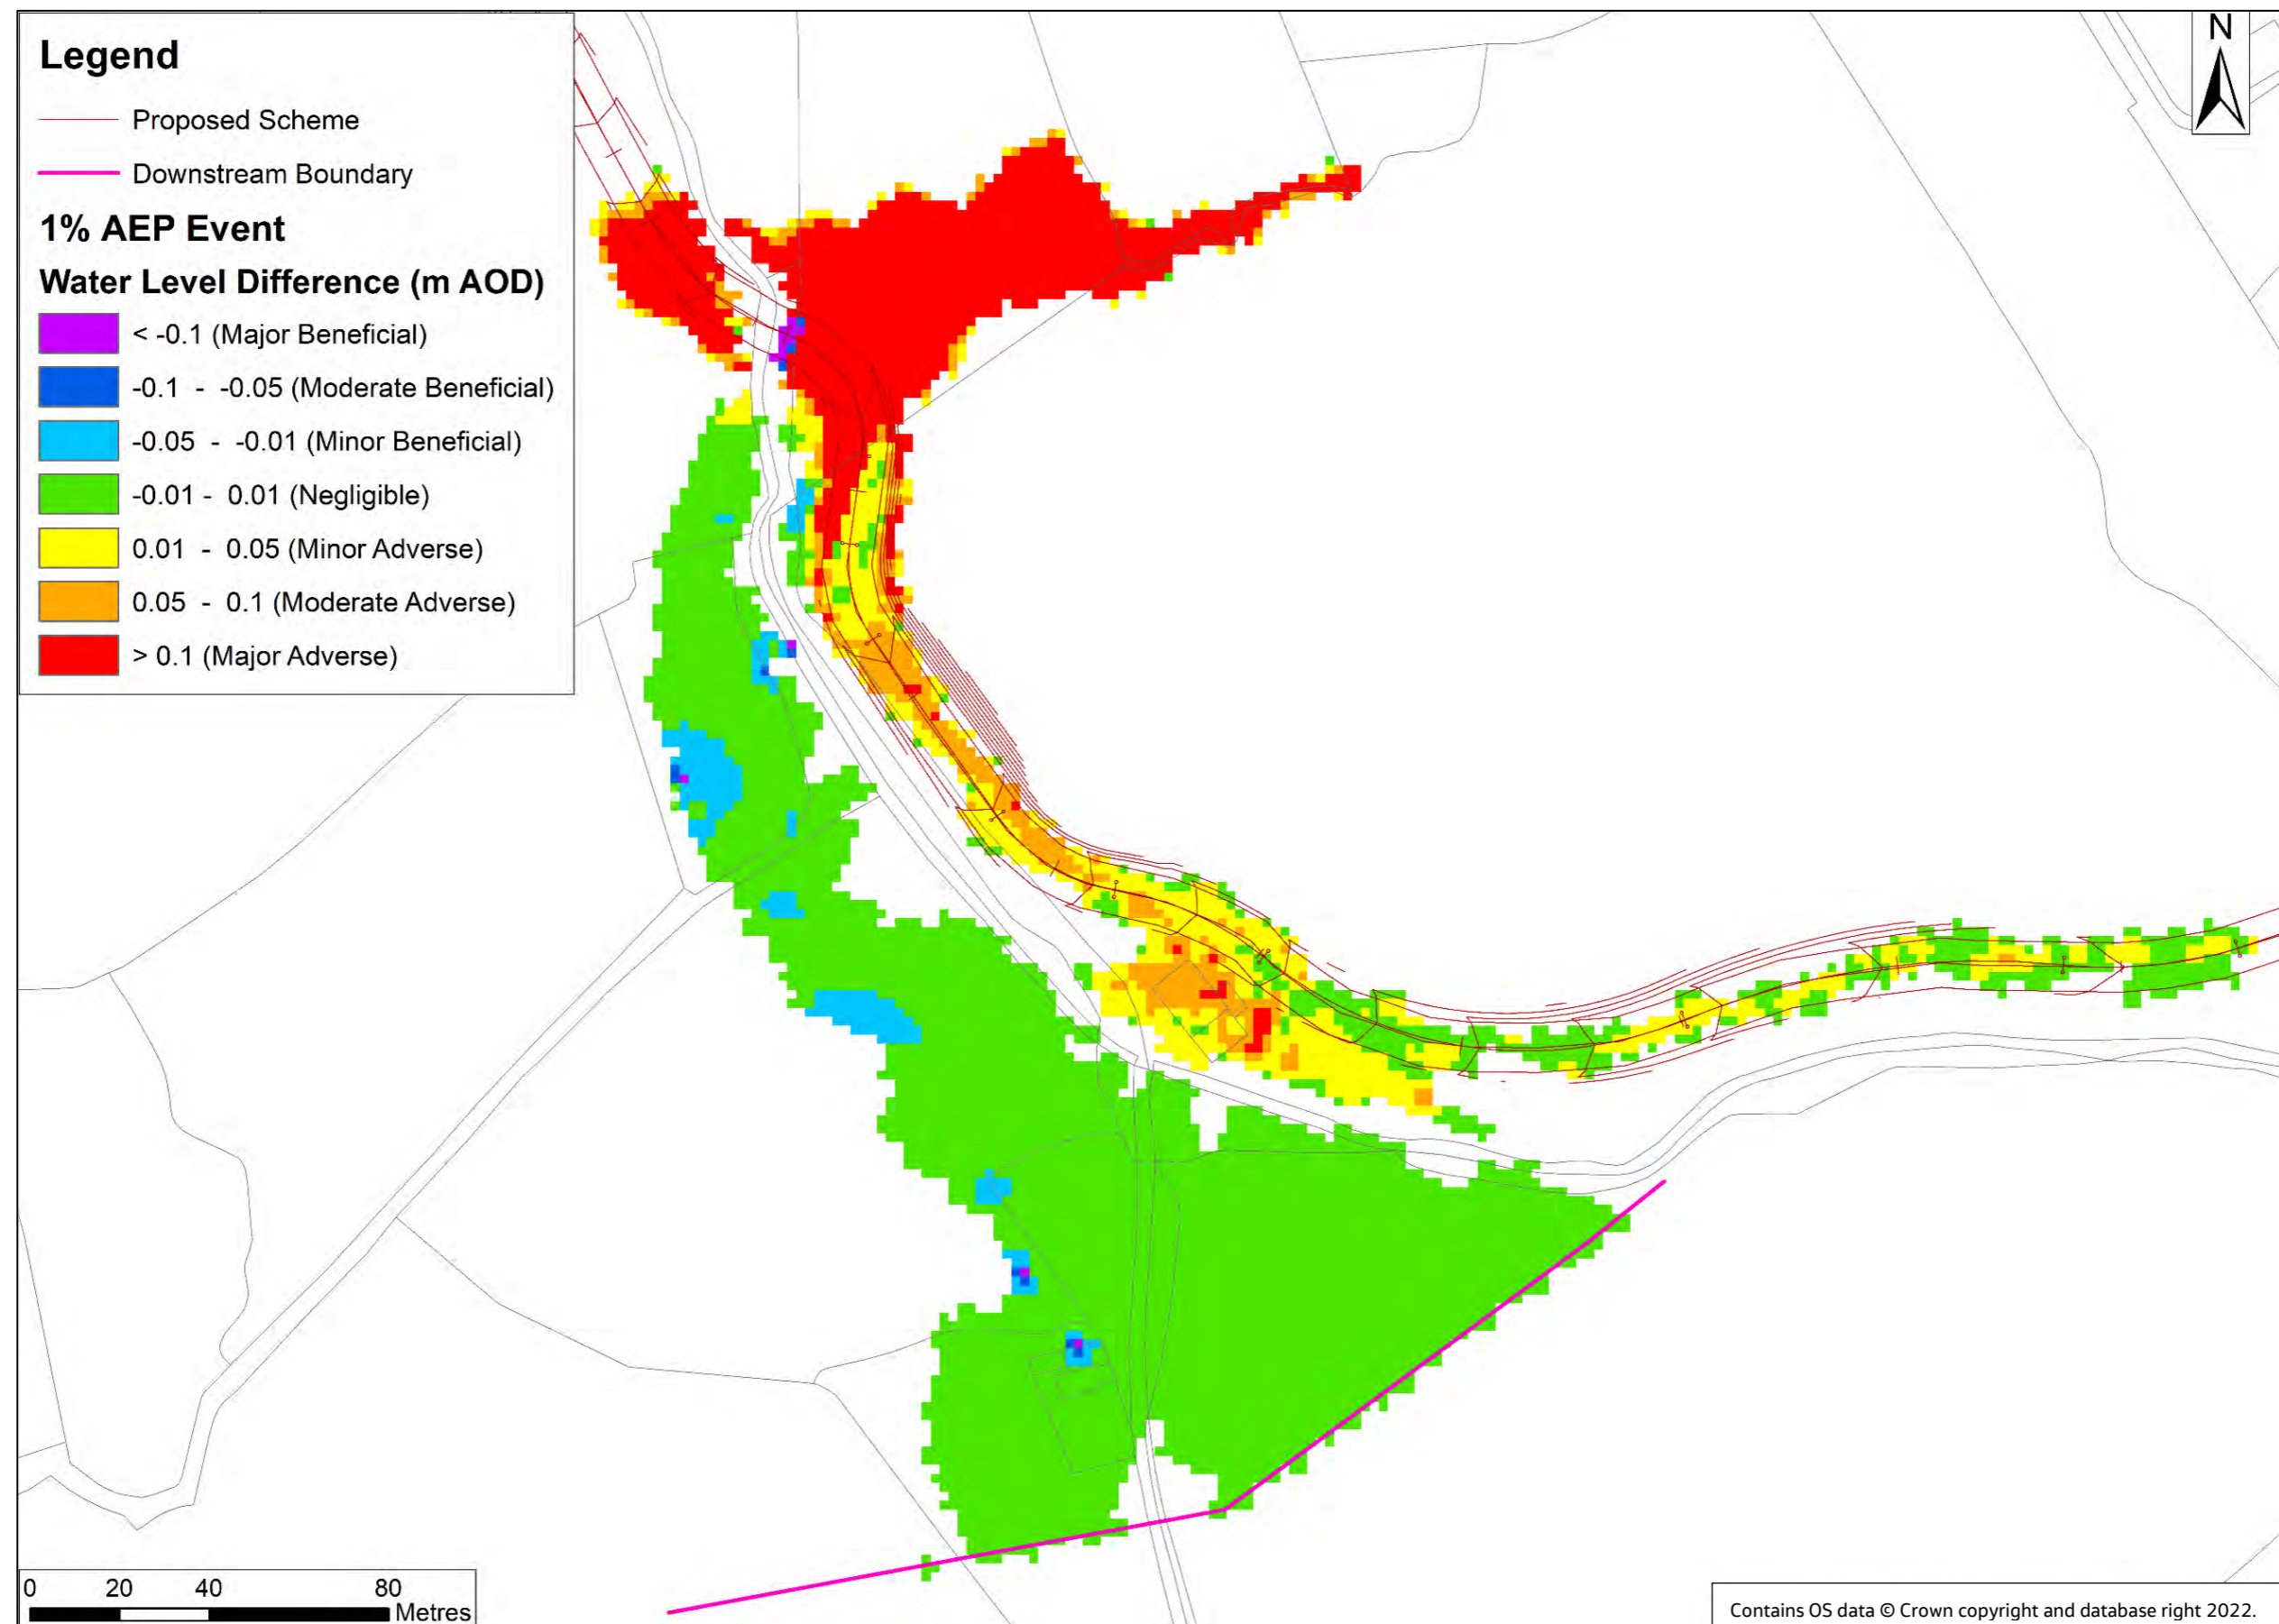 Legend
Proposed Scheme
Downstream Boundary
1% AEP Event
Water Level Difference (m AOD)
< -0.1 (Major Beneficial)
-0.1 - -0.05 (Moderate Beneficial)
-0.05 - -0.01 (Minor Beneficial)
-0.01 - 0.01 (Negligible)
0.01 - 0.05 (Minor Adverse)
0.05 - 0.1 (Moderate Adverse)
> 0.1 (Major Adverse)
N
0 20 40 80
Metres
Contains OS data © Crown copyright and database right 2022.